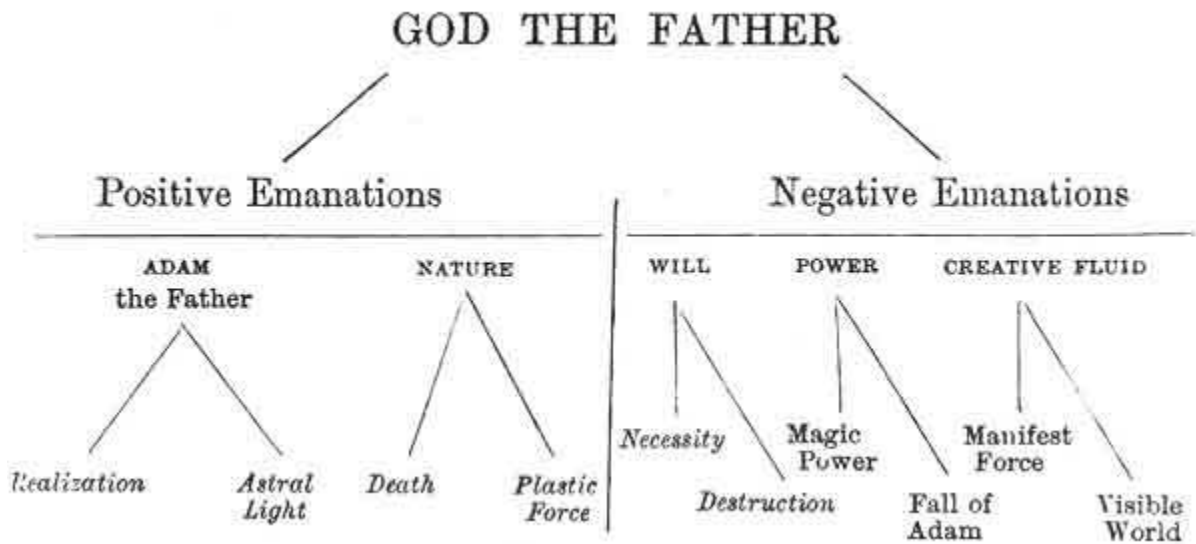 GOD THE FATHER
Positive Emanations
Negative Emanations
ADAM
the Father
NATURE
WILL
POWER
CREATIVE FLUID
Realization
Astral
Light
Death
Plastic
Force
Necessity
Destruction
Magic
Power
Fall of
Adam
Manifest
Force
Visible
World